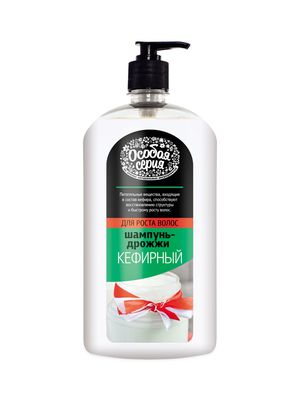 Особая
серия
Питательные вещества, входящие
в состав кефира, способствуют
восстановлению структуры
и быстрому росту волос.
ДЛЯ РОСТА ВОЛОС
шампунь-
дрожжи
КЕФИРНЫЙ